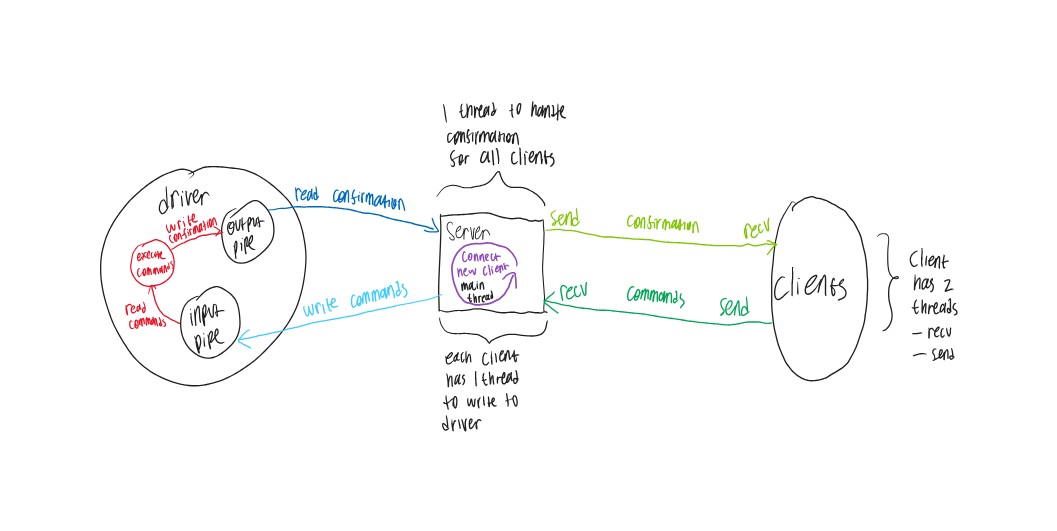 1 thread to handle
confirmation
for all clients
driver
write
confirmation
output
pipe
execute
commands
read
commands
input
pipe
read confirmation
write commands
Server
Connect
new client
main
thread
each client
has 1 thread
to write to
driver
send confirmation recv
recv commands send
clients
Client
has 2
threads
- recv
- send